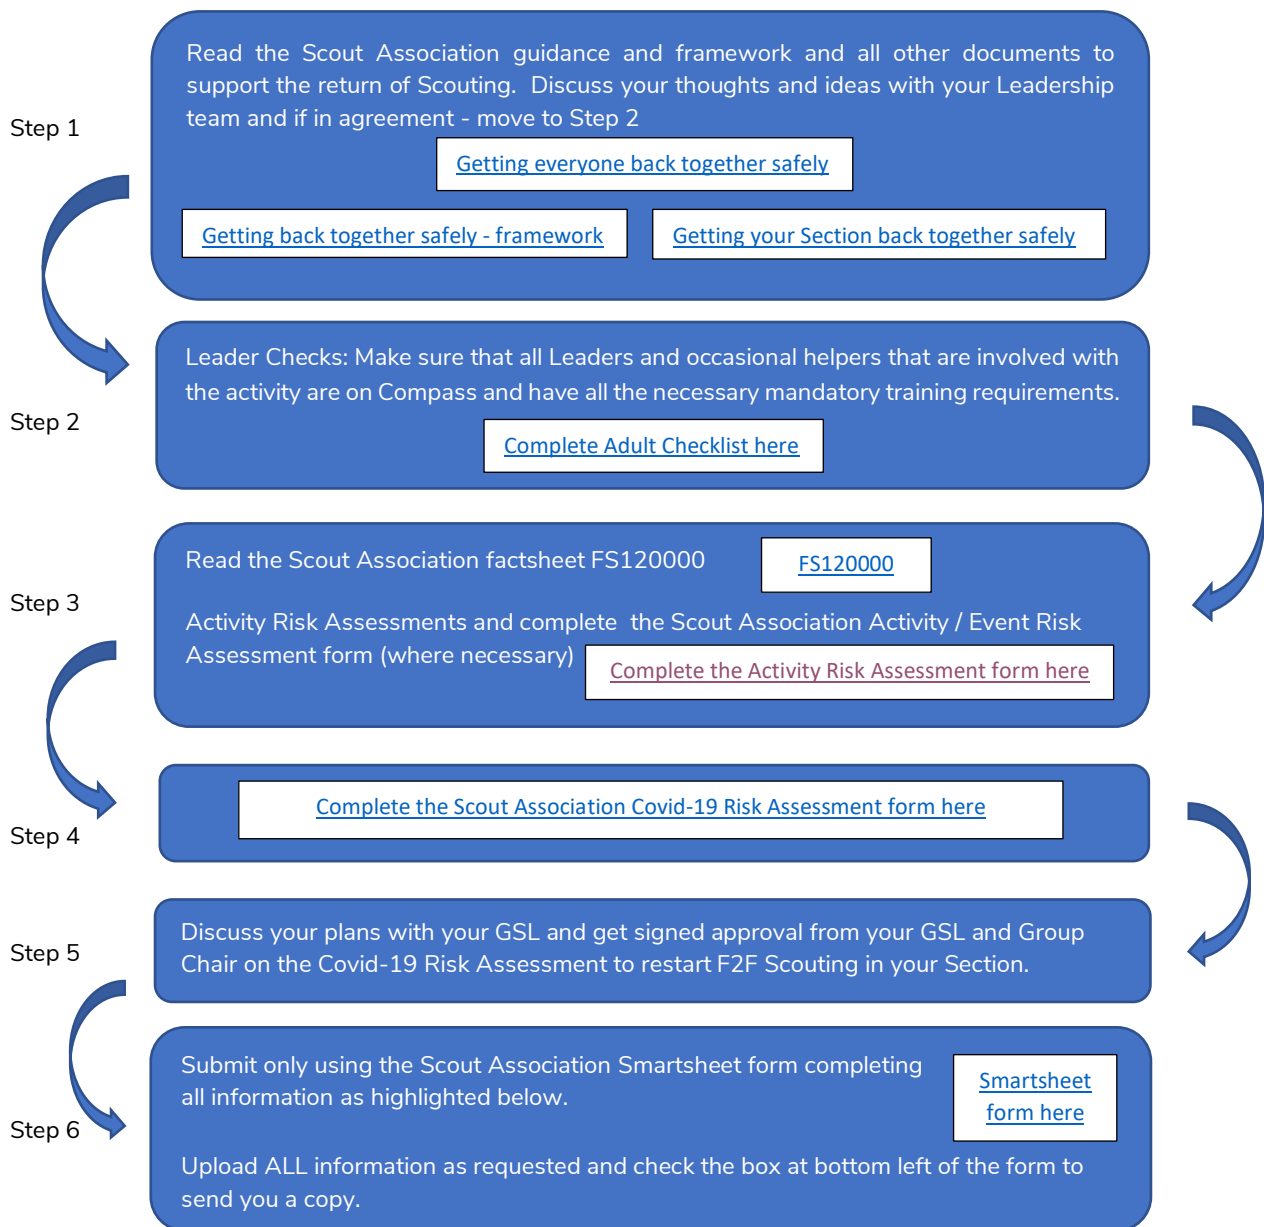 Read the Scout Association guidance and framework and all other documents to
support the return of Scouting. Discuss your thoughts and ideas with your Leadership
team and if in agreement - move to Step 2
Step 1
Getting everyone back together safely
Getting back together safely - framework
Getting your Section back together safely
Leader Checks: Make sure that all Leaders and occasional helpers that are involved with
the activity are on Compass and have all the necessary mandatory training requirements.
Step 2
Complete Adult Checklist here
Read the Scout Association factsheet FS120000
FS120000
Step 3
Activity Risk Assessments and complete the Scout Association Activity / Event Risk
Assessment form (where necessary)
Complete the Activity Risk Assessment form here
Complete the Scout Association Covid-19 Risk Assessment form here
Step 4
Discuss your plans with your GSL and get signed approval from your GSL and Group
Chair on the Covid-19 Risk Assessment to restart F2F Scouting in your Section.
Step 5
Submit only using the Scout Association Smartsheet form completing
all information as highlighted below.
Smartsheet
form here
Step 6
Upload ALL information as requested and check the box at bottom left of the form to
send you a copy.